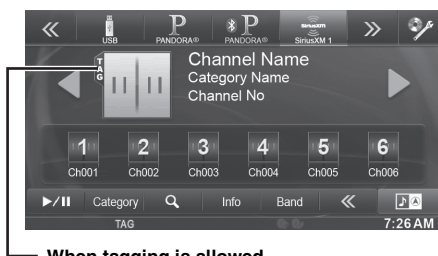 USB PANDORA® PANDORA® SiriusXM 1
SIRIUSXM
TAG
Channel Name
Category Name
Channel No
1 2 3 4 5 6
Ch001 Ch002 Ch003 Ch004 Ch005 Ch006
Category Info Band
TAG 7:26 AM
When tagging is allowed